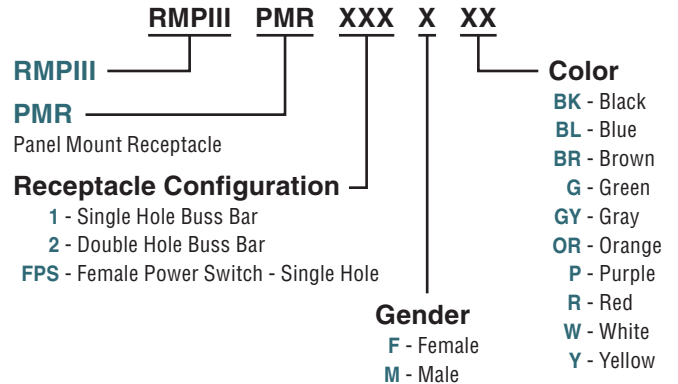 RMPIII PMR XXX X XX
RMPIII
PMR
Panel Mount Receptacle
Receptacle Configuration
1 - Single Hole Buss Bar
2 - Double Hole Buss Bar
FPS - Female Power Switch - Single Hole
Gender
F - Female
M - Male
Color
BK - Black
BL - Blue
BR - Brown
G - Green
GY - Gray
OR - Orange
P - Purple
R - Red
W - White
Y - Yellow